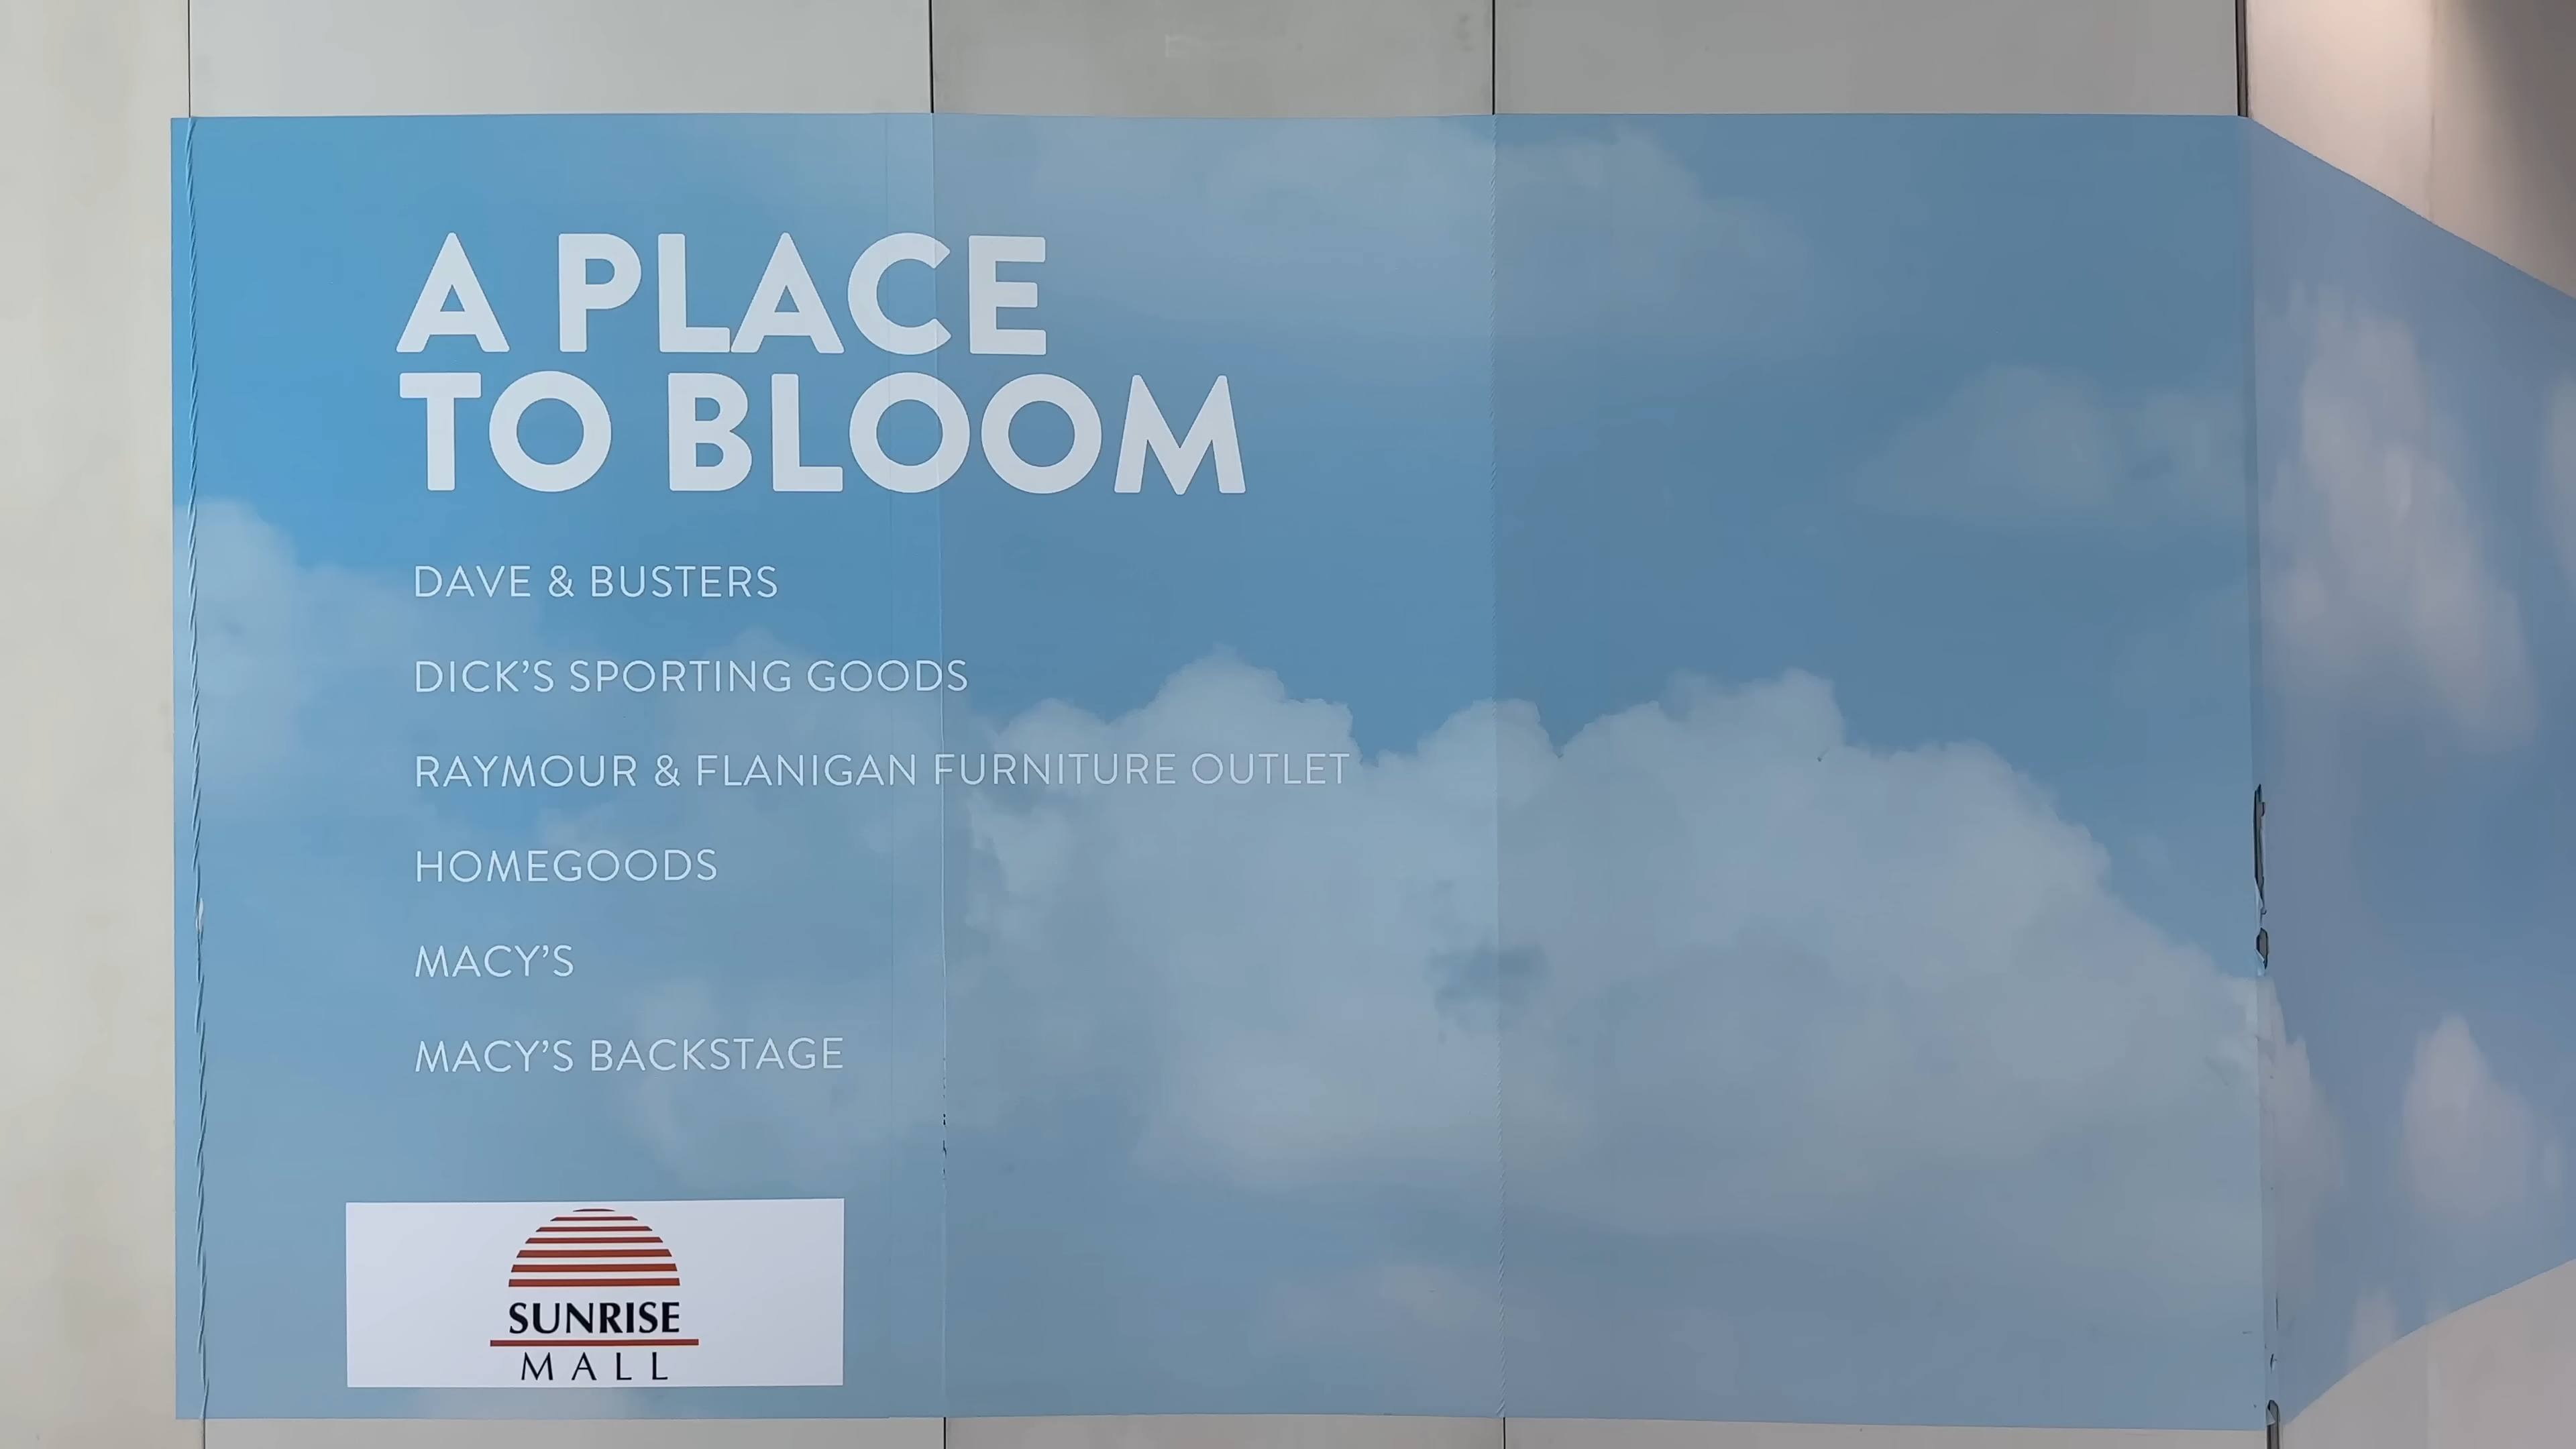 A PLACE
TO BLOOM
DAVE & BUSTERS
DICK’S SPORTING GOODS
RAYMOUR & FLANIGAN FURNITURE OUTLET
HOMEGOODS
MACY’S
MACY’S BACKSTAGE
SUNRISE
MALL